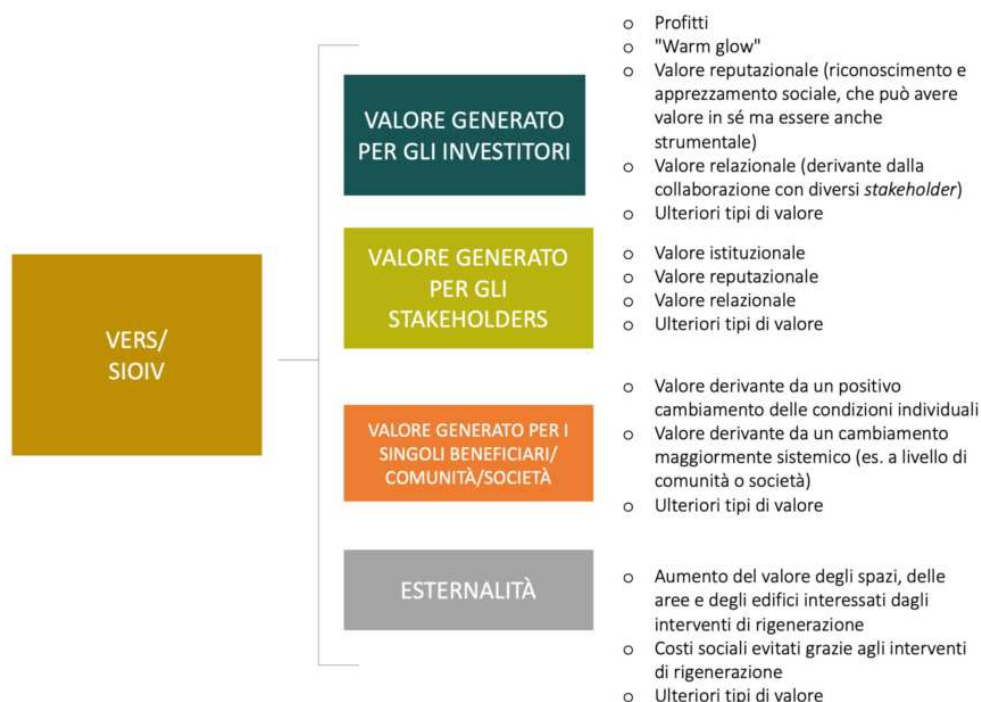 VERS/
SIOIV
VALORE GENERATO
PER GLI INVESTITORI
o Profitti
o "Warm glow"
o Valore reputazionale (riconoscimento e
apprezzamento sociale, che può avere
valore in sé ma essere anche
strumentale)
o Valore relazionale (derivante dalla
collaborazione con diversi stakeholder)
o Ulteriori tipi di valore
VALORE GENERATO
PER GLI
STAKEHOLDERS
o Valore istituzionale
o Valore reputazionale
o Valore relazionale
o Ulteriori tipi di valore
VALORE GENERATO PER I
SINGOLI BENEFICIARI/
COMUNITÀ/SOCIETÀ
o Valore derivante da un positivo
cambiamento delle condizioni individuali
o Valore derivante da un cambiamento
maggiormente sistemico (es. a livello di
comunità o società)
o Ulteriori tipi di valore
ESTERNALITÀ
o Aumento del valore degli spazi, delle
aree e degli edifici interessati dagli
interventi di rigenerazione
o Costi sociali evitati grazie agli interventi
di rigenerazione
o Ulteriori tipi di valore